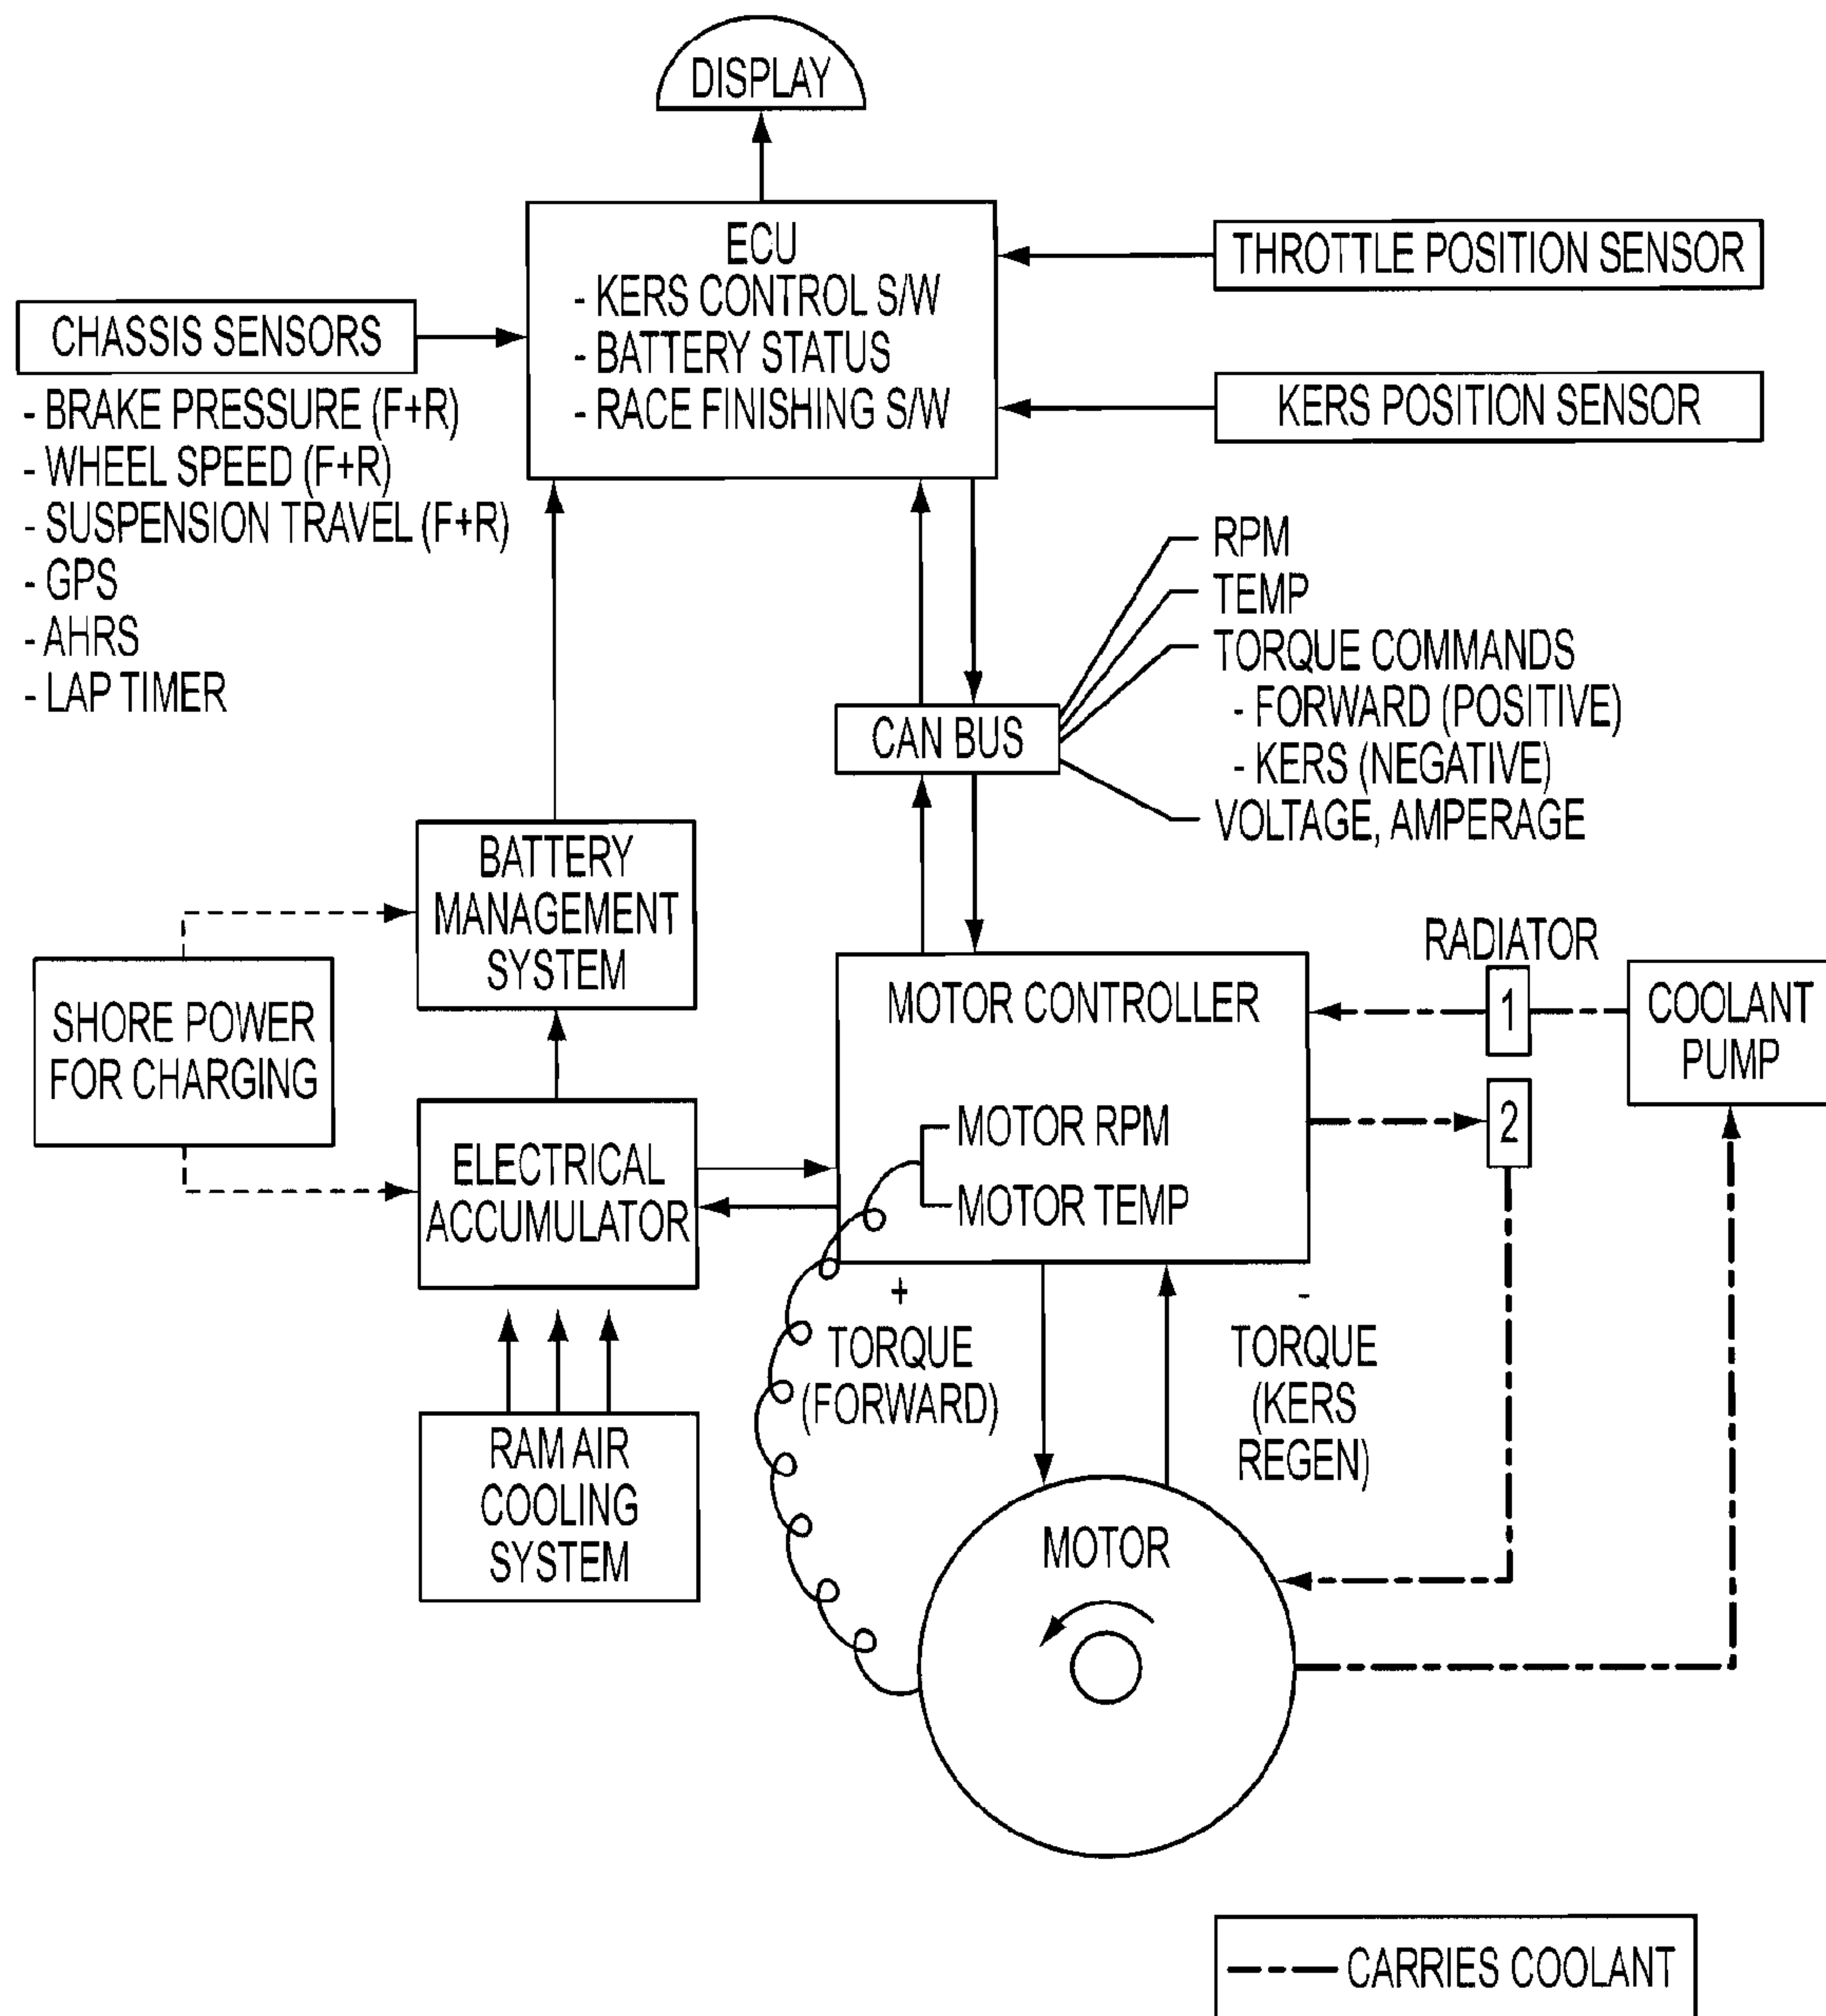 DISPLAY
ECU
- KERS CONTROL S/W
- BATTERY STATUS
- RACE FINISHING S/W
THROTTLE POSITION SENSOR
KERS POSITION SENSOR
CHASSIS SENSORS
- BRAKE PRESSURE (F+R)
- WHEEL SPEED (F+R)
- SUSPENSION TRAVEL (F+R)
- GPS
- AHRS
- LAP TIMER
RPM
TEMP
TORQUE COMMANDS
- FORWARD (POSITIVE)
- KERS (NEGATIVE)
VOLTAGE, AMPERAGE
CAN BUS
BATTERY
MANAGEMENT
SYSTEM
SHORE POWER
FOR CHARGING
ELECTRICAL
ACCUMULATOR
RAM AIR
COOLING
SYSTEM
MOTOR CONTROLLER
MOTOR RPM
MOTOR TEMP
RADIATOR
1
2
COOLANT
PUMP
+
TORQUE
(FORWARD)
-
TORQUE
(KERS
REGEN)
MOTOR
CARRIES COOLANT